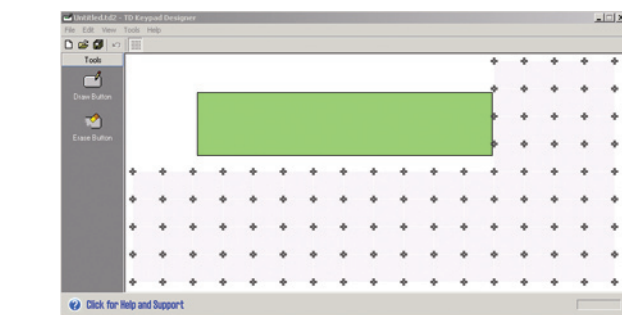 Untitled.td2 - TD Keypad Designer
File Edit View Tools Help
Tools
Draw Button
Erase Button
Click for Help and Support